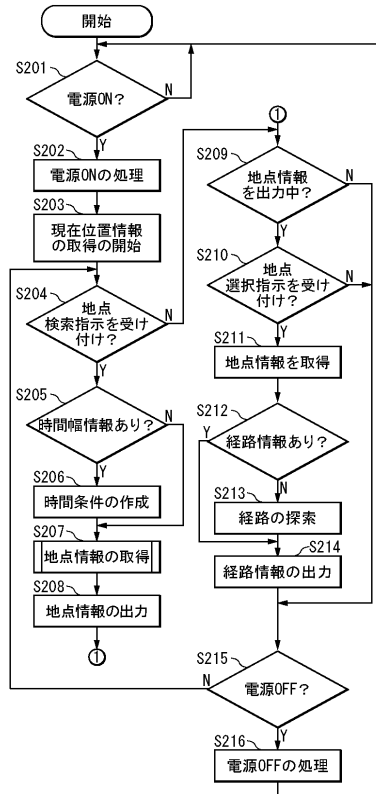 開始
S201
電源ON?
N
Y
S202
電源ONの処理
S203
現在位置情報
の取得の開始
S204
地点
検索指示を受け
付け?
N
Y
S205
時間幅情報あり?
N
Y
S206
時間条件の作成
S207
地点情報の取得
S208
地点情報の出力
①
①
S209
地点情報
を出力中?
N
Y
S210
地点
選択指示を受け
付け?
N
Y
S211
地点情報を取得
S212
経路情報あり?
Y
N
S213
経路の探索
S214
経路情報の出力
S215
電源OFF?
N
Y
S216
電源OFFの処理